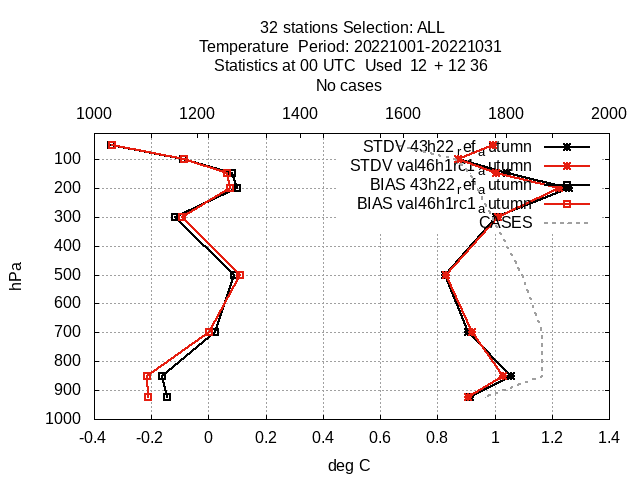 32 stations Selection: ALL
Temperature Period: 20221001-20221031
Statistics at 00 UTC Used 12 + 12 36
No cases
1000 1200 1400 1600 1800 2000
STDV 43h22_ref_autumn
STDV val46h1rc1_autumn
BIAS 43h22_ref_autumn
BIAS val46h1rc1_autumn
CASES
100
200
300
400
500
600
700
800
900
1000
hPa
-0.4 -0.2 0 0.2 0.4 0.6 0.8 1 1.2 1.4
deg C